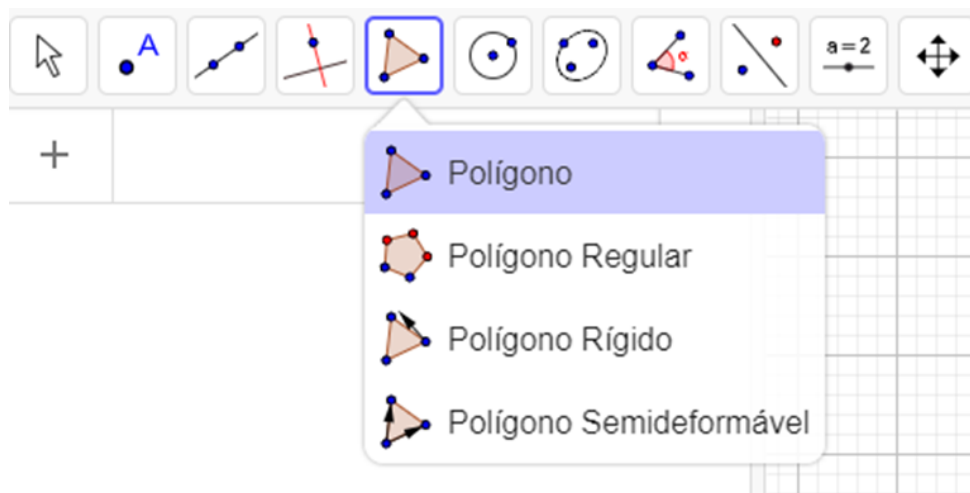 A
α
a=2
Polígono
Polígono Regular
Polígono Rígido
Polígono Semideformável